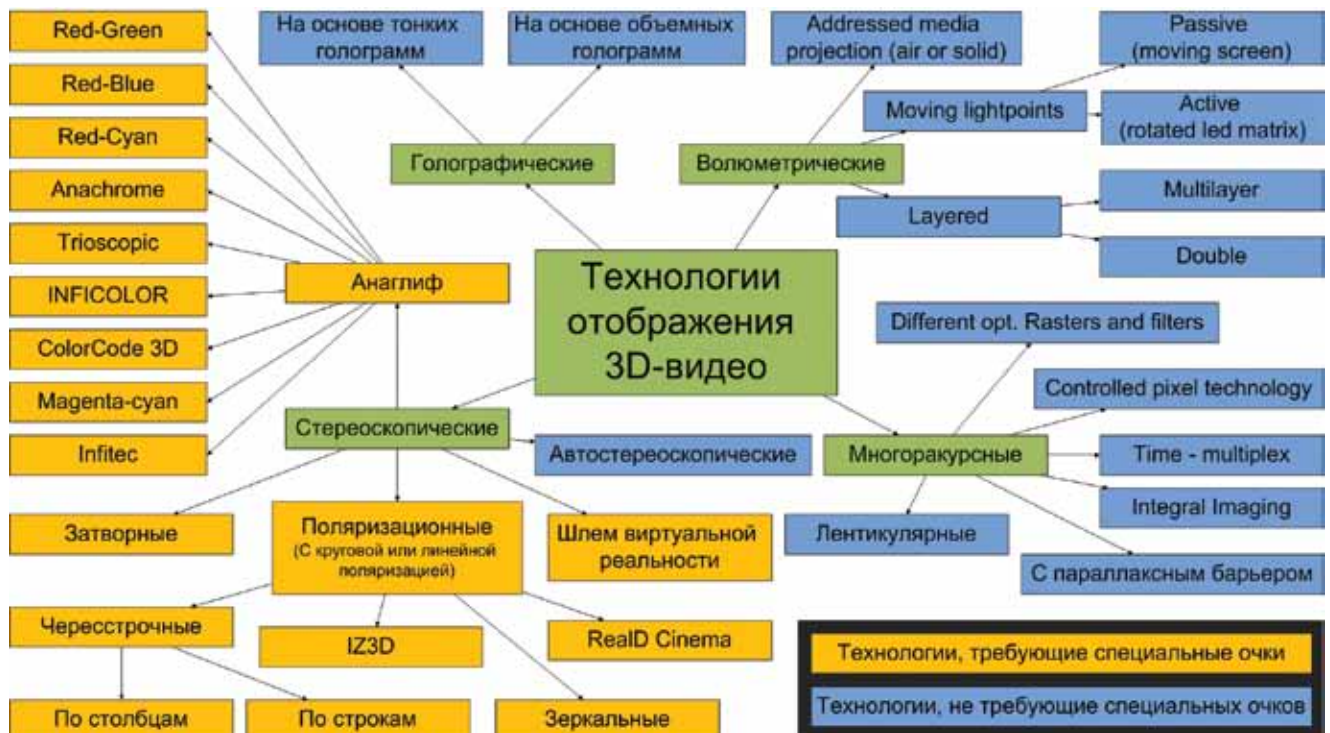 Red-Green
На основе тонких
голограмм
На основе объемных
голограмм
Addressed media
projection (air or solid)
Passive
(moving screen)
Red-Blue
Moving lightpoints
Active
(rotated led matrix)
Red-Cyan
Голографические
Волюметрические
Anachrome
Multilayer
Layered
Trioscopic
Double
Анаглиф
Технологии
отображения
3D-видео
INFICOLOR
Different opt. Rasters and filters
ColorCode 3D
Controlled pixel technology
Magenta-cyan
Стереоскопические
Автостереоскопические
Многоракурсные
Infitec
Time - multiplex
Integral Imaging
Затворные
Поляризационные
(С круговой или линейной
поляризацией)
Шлем виртуальной
реальности
Лентикулярные
С параллаксным барьером
Чересстрочные
IZ3D
RealD Cinema
По столбцам
По строкам
Зеркальные
Технологии, требующие специальные очки
Технологии, не требующие специальных очков